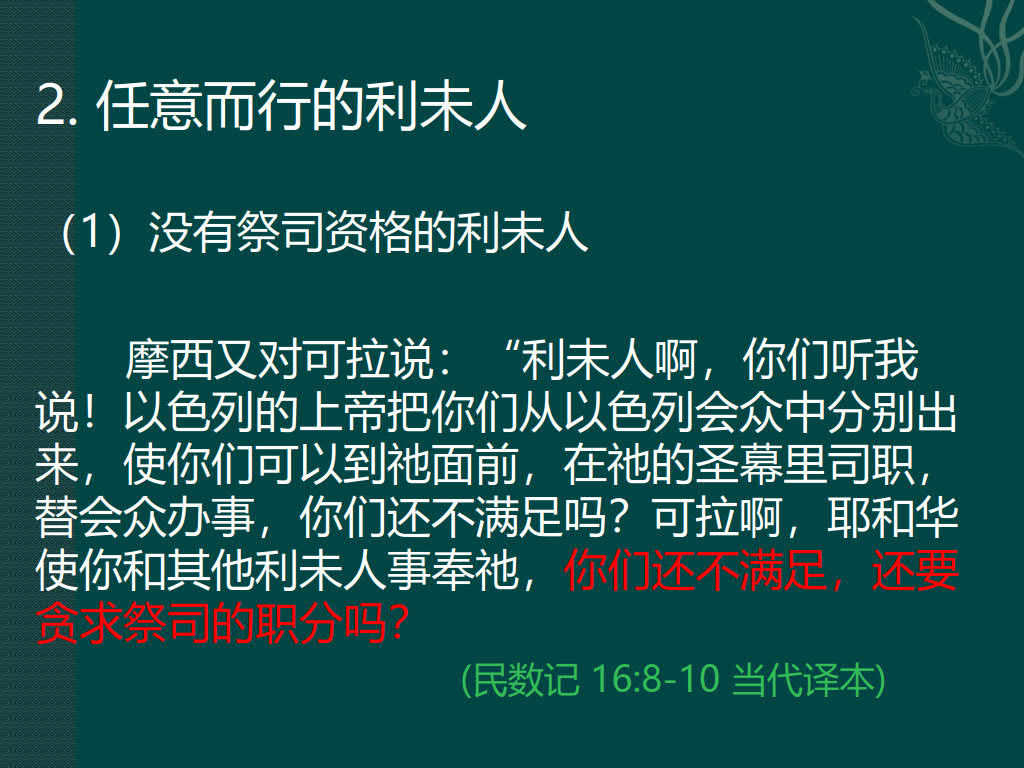 2. 任意而行的利未人
（1）没有祭司资格的利未人
摩西又对可拉说：“利未人啊，你们听我
说！以色列的上帝把你们从以色列会众中分别出
来，使你们可以到祂面前，在祂的圣幕里司职，
替会众办事，你们还不满足吗？可拉啊，耶和华
使你和其他利未人事奉祂，你们还不满足，还要
贪求祭司的职分吗？
(民数记 16:8-10 当代译本)